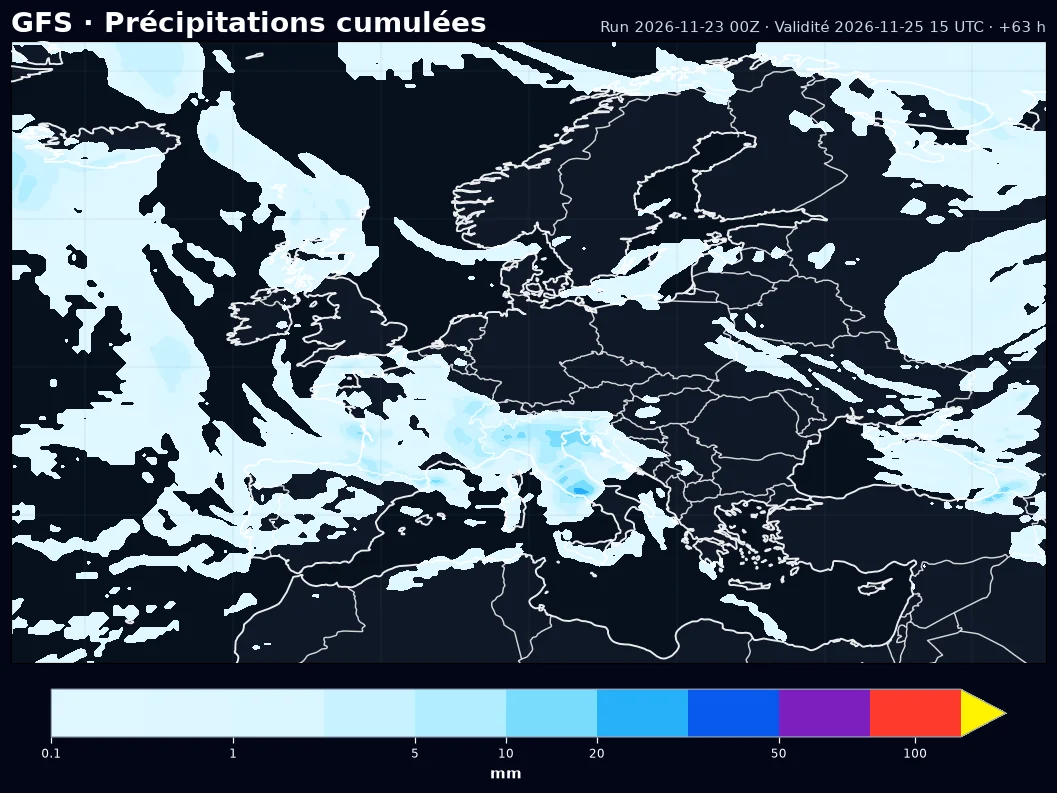 GFS · Précipitations cumulées
Run 2026-11-23 00Z · Validité 2026-11-25 15 UTC · +63 h
0.1 1 5 10 20 50 100
mm